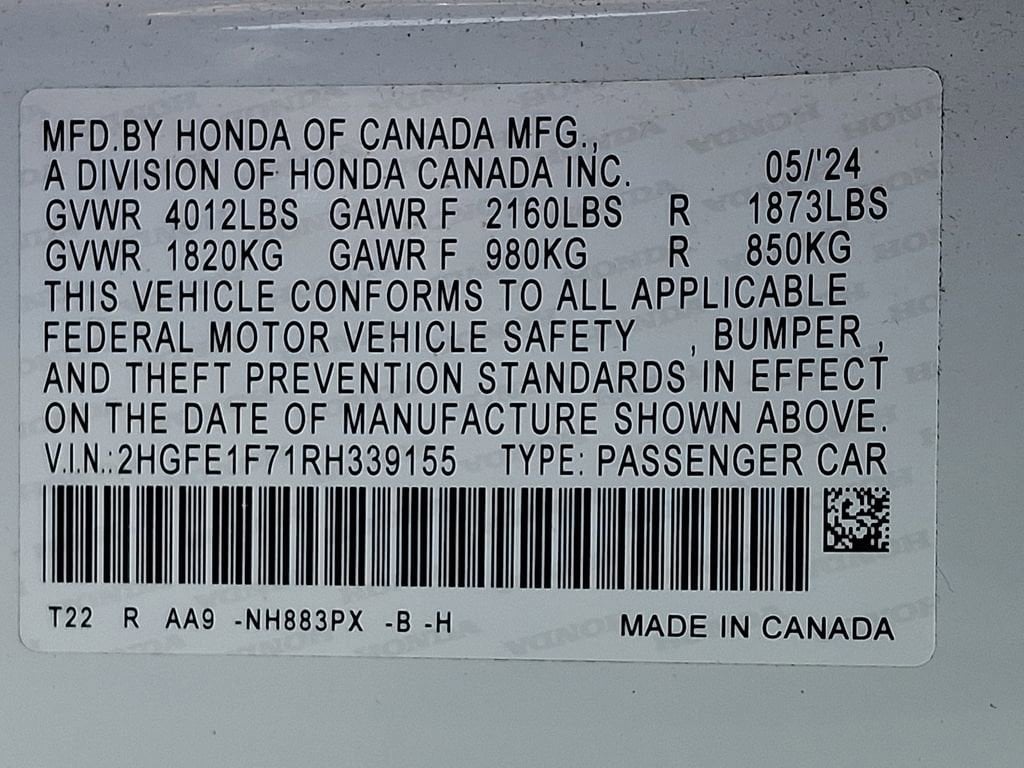 MFD.BY HONDA OF CANADA MFG.,
A DIVISION OF HONDA CANADA INC. 05/'24
GVWR 4012LBS GAWR F 2160LBS R 1873LBS
GVWR 1820KG GAWR F 980KG R 850KG
THIS VEHICLE CONFORMS TO ALL APPLICABLE
FEDERAL MOTOR VEHICLE SAFETY , BUMPER ,
AND THEFT PREVENTION STANDARDS IN EFFECT
ON THE DATE OF MANUFACTURE SHOWN ABOVE.
V.I.N.:2HGFE1F71RH339155 TYPE: PASSENGER CAR
T22 R AA9 -NH883PX -B -H MADE IN CANADA